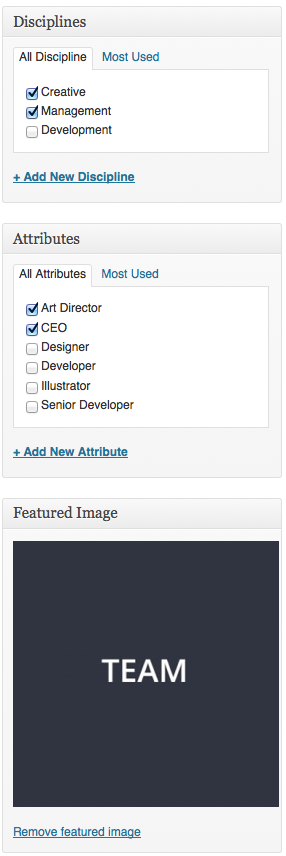 Disciplines
All Discipline Most Used
Creative
Management
Development
+ Add New Discipline
Attributes
All Attributes Most Used
Art Director
CEO
Designer
Developer
Illustrator
Senior Developer
+ Add New Attribute
Featured Image
TEAM
Remove featured image